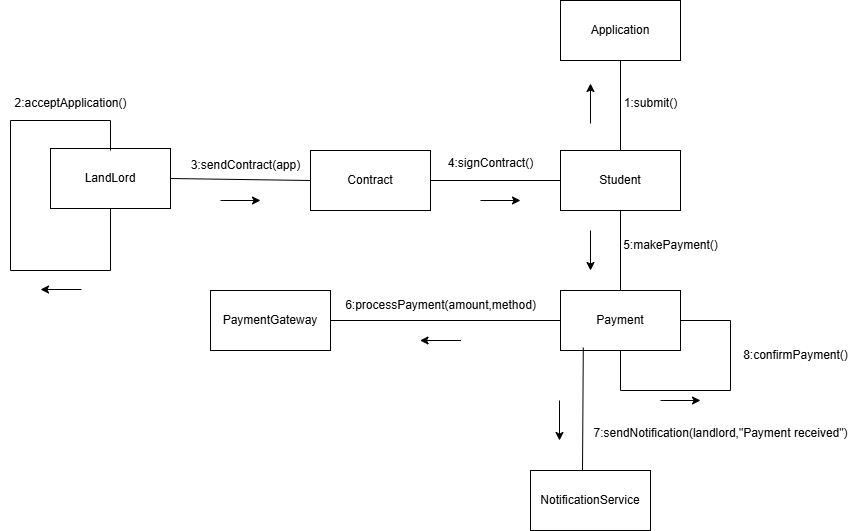 Application
2:acceptApplication()
1:submit()
3:sendContract(app)
4:signContract()
LandLord
Contract
Student
5:makePayment()
6:processPayment(amount,method)
PaymentGateway
Payment
8:confirmPayment()
7:sendNotification(landlord,"Payment received")
NotificationService